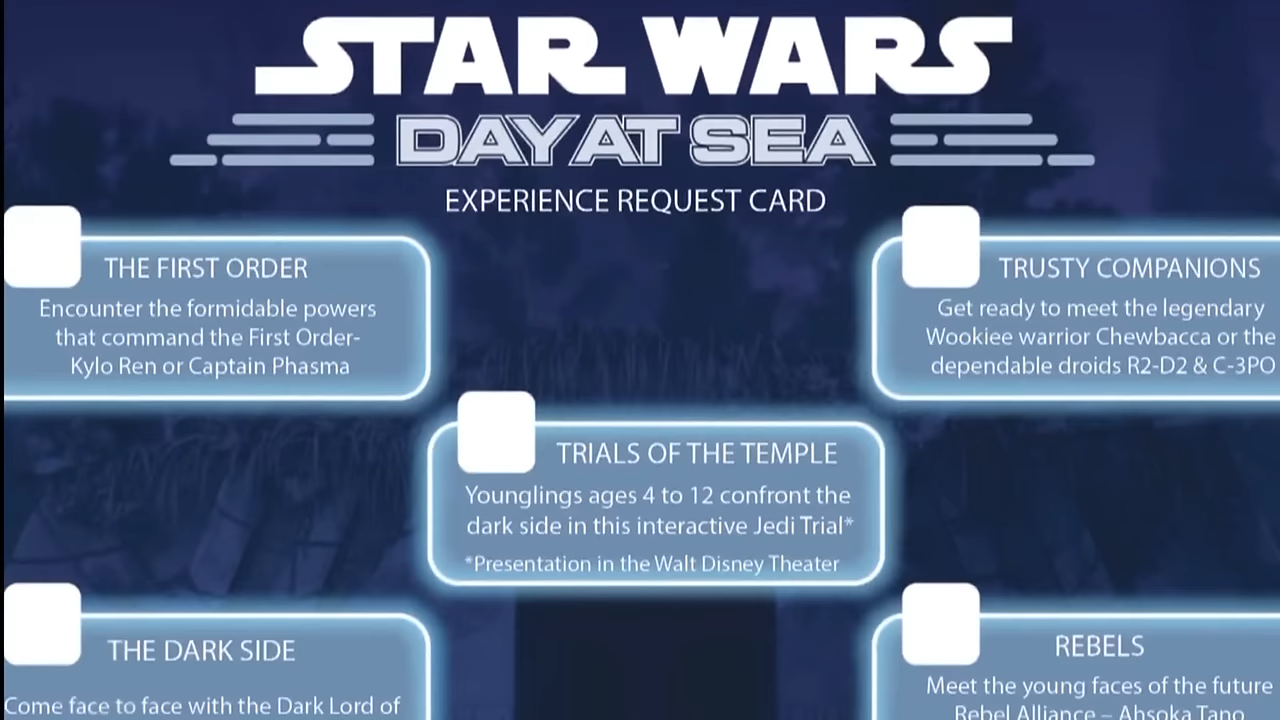 STAR WARS
DAY AT SEA
EXPERIENCE REQUEST CARD
THE FIRST ORDER
Encounter the formidable powers
that command the First Order-
Kylo Ren or Captain Phasma
TRUSTY COMPANIONS
Get ready to meet the legendary
Wookiee warrior Chewbacca or the
dependable droids R2-D2 & C-3PO
TRIALS OF THE TEMPLE
Younglings ages 4 to 12 confront the
dark side in this interactive Jedi Trial*
*Presentation in the Walt Disney Theater
THE DARK SIDE
Come face to face with the Dark Lord of
REBELS
Meet the young faces of the future
Rebel Alliance – Ahsoka Tano